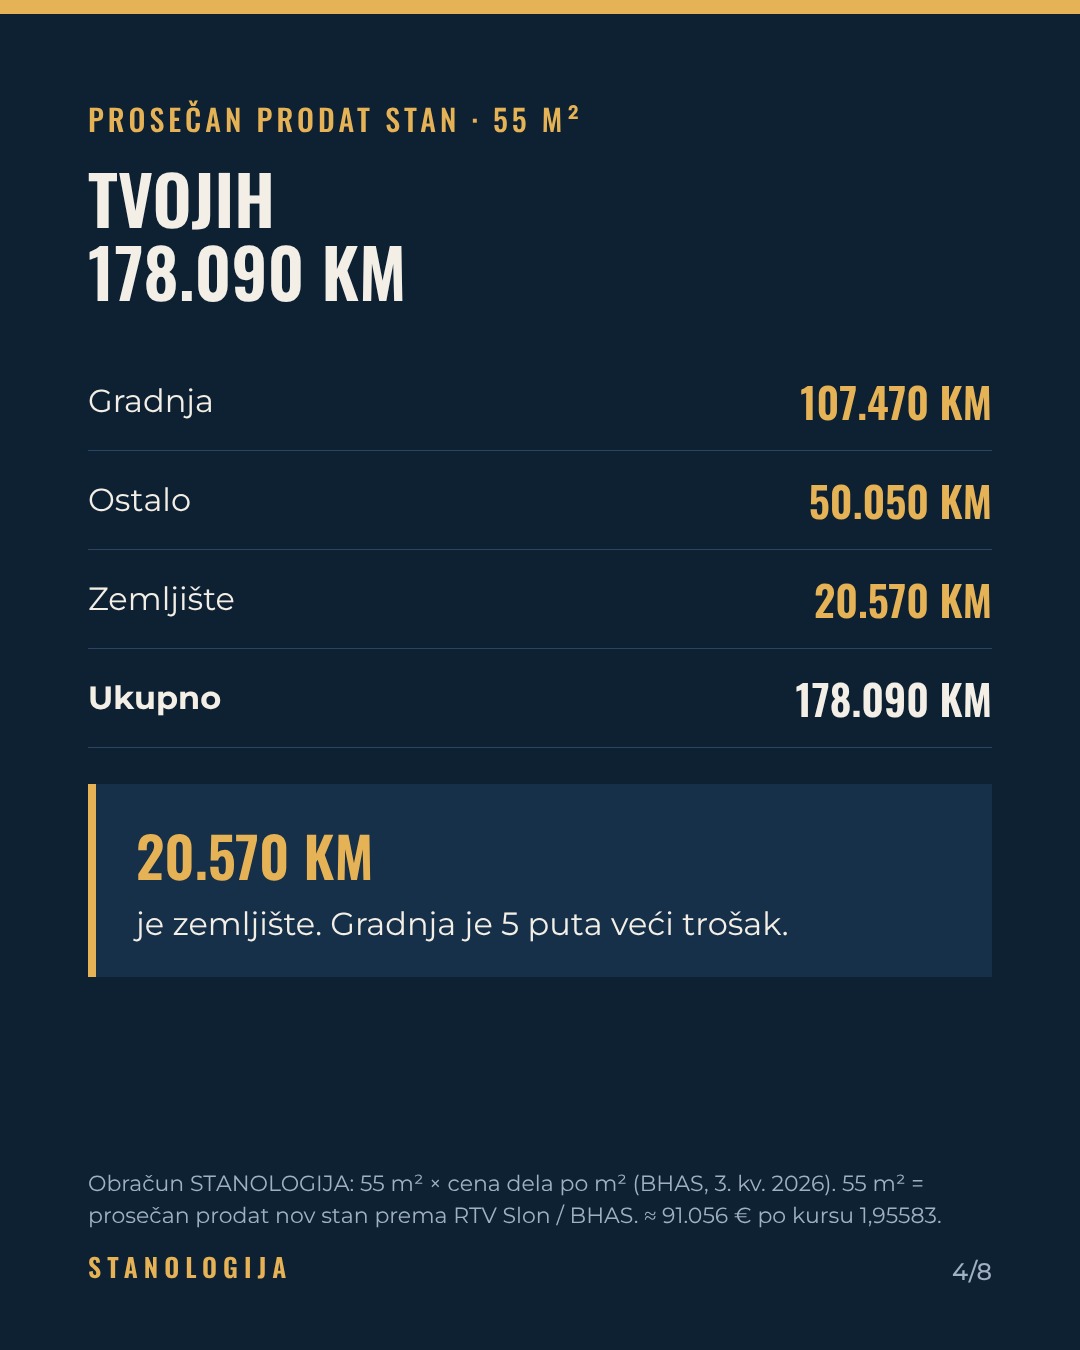 PROSEČAN PRODAT STAN · 55 M²
TVOJIH
178.090 KM
Gradnja 107.470 KM
Ostalo 50.050 KM
Zemljište 20.570 KM
Ukupno 178.090 KM
20.570 KM
je zemljište. Gradnja je 5 puta veći trošak.
Obračun STANOLOGIJA: 55 m² × cena dela po m² (BHAS, 3. kv. 2026). 55 m² =
prosečan prodat nov stan prema RTV Slon / BHAS. ≈ 91.056 € po kursu 1,95583.
STANOLOGIJA 4/8